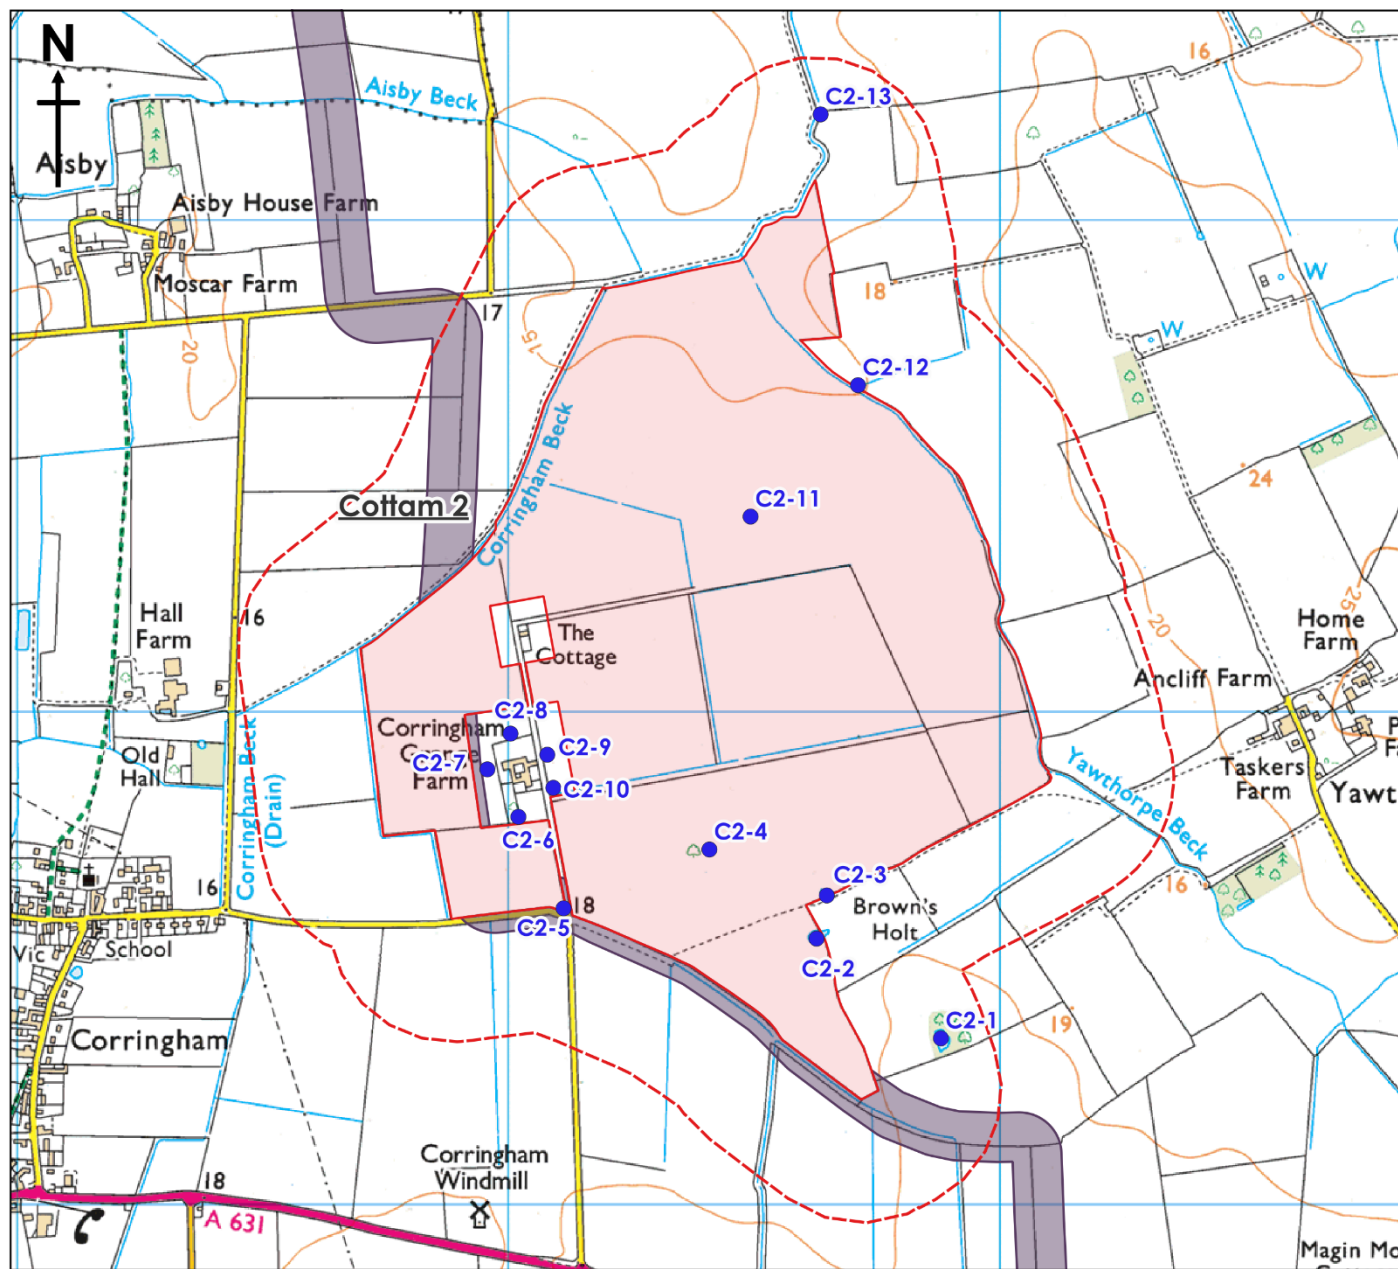 N
Aisby Beck
C2-13
16
Aisby
Aisby House Farm
Moscar Farm
17
18
W
W
15
20
C2-12
Cottam 2
Corringham Beck
C2-11
24
25
20
Hall
Farm
16
The
Cottage
Home
Farm
Ancliff Farm
C2-8
Corringham
Grange
Farm
C2-7
C2-9
C2-10
Old
Hall
Corringham Beck
(Drain)
Taskers
Farm
Yawthorpe Beck
C2-6
C2-4
C2-3
16
16
18
C2-5
Brown's
Holt
C2-2
School
Vic
C2-1
19
Corringham
Corringham
Windmill
18
A 631